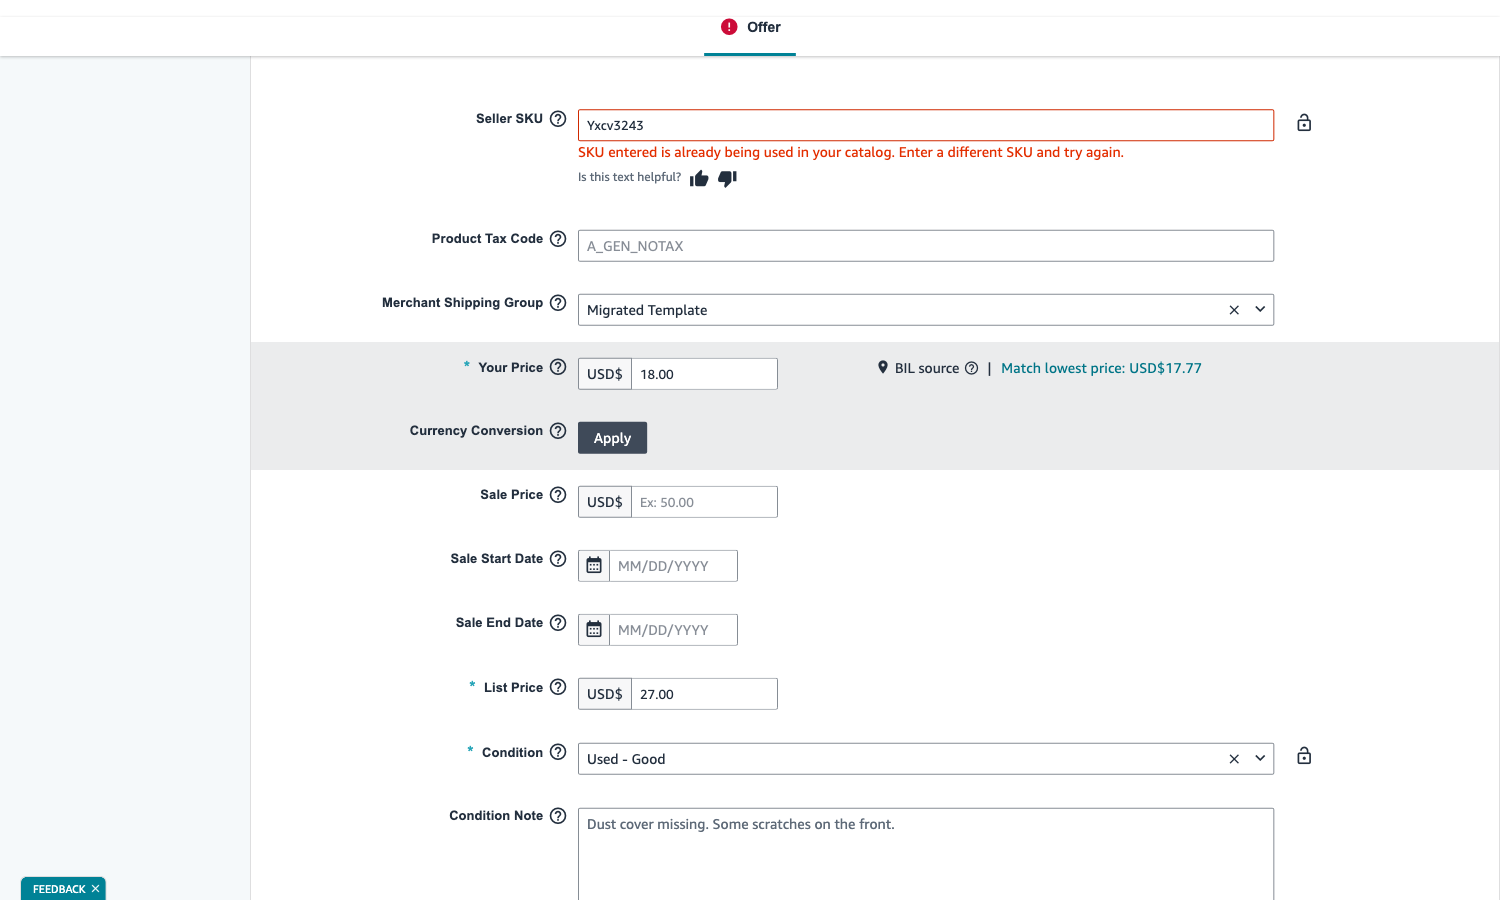 Offer
Seller SKU
Yxcv3243
SKU entered is already being used in your catalog. Enter a different SKU and try again.
Is this text helpful?
Product Tax Code
A_GEN_NOTAX
Merchant Shipping Group
Migrated Template
* Your Price
USD$ 18.00
BIL source | Match lowest price: USD$17.77
Currency Conversion
Apply
Sale Price
USD$ Ex: 50.00
Sale Start Date
MM/DD/YYYY
Sale End Date
MM/DD/YYYY
* List Price
USD$ 27.00
* Condition
Used - Good
Condition Note
Dust cover missing. Some scratches on the front.
FEEDBACK